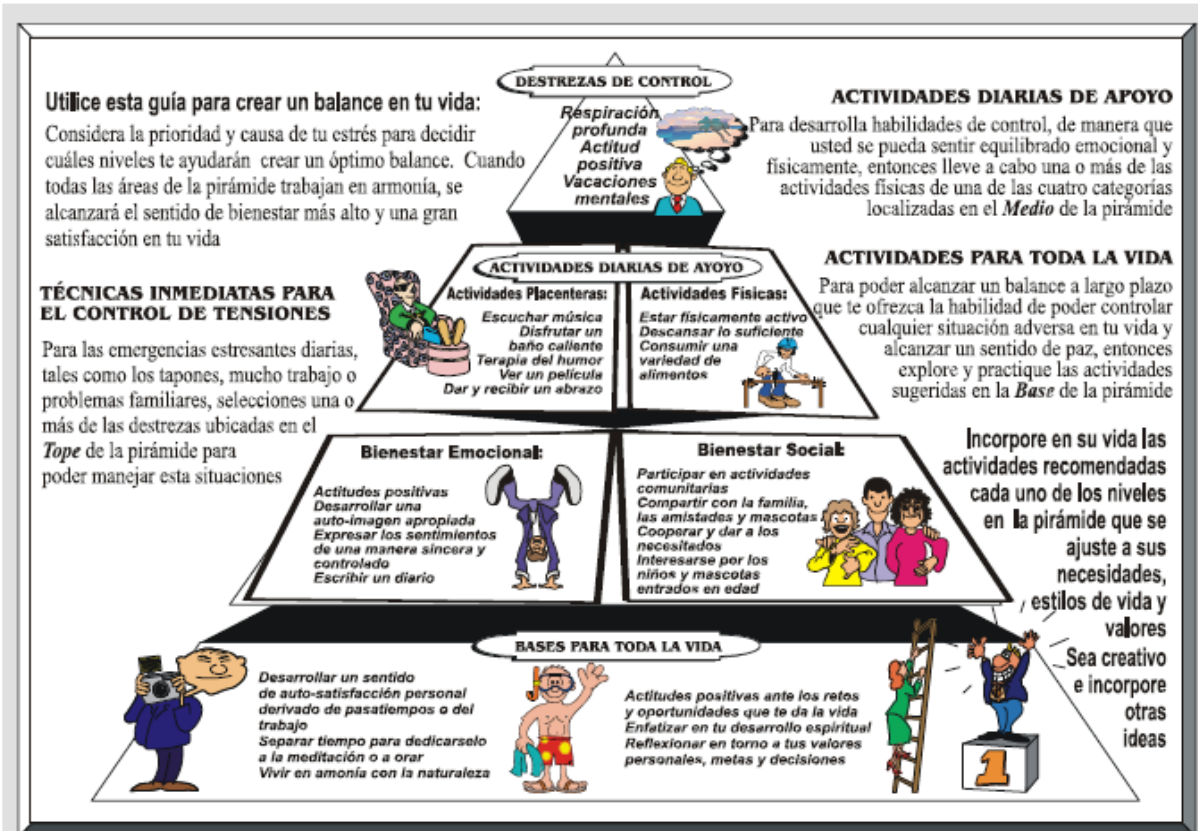 Utilice esta guía para crear un balance en tu vida:
Considera la prioridad y causa de tu estrés para decidir
cuáles niveles te ayudarán crear un óptimo balance. Cuando
todas las áreas de la pirámide trabajan en armonía, se
alcanzará el sentido de bienestar más alto y una gran
satisfacción en tu vida
TÉCNICAS INMEDIATAS PARA
EL CONTROL DE TENSIONES
Para las emergencias estresantes diarias,
tales como los tapones, mucho trabajo o
problemas familiares, selecciones una o
más de las destrezas ubicadas en el
Tope de la pirámide para
poder manejar esta situaciones
DESTREZAS DE CONTROL
Respiración
profunda
Actitud
positiva
Vacaciones
mentales
ACTIVIDADES DIARIAS DE APOYO
Para desarrolla habilidades de control, de manera que
usted se pueda sentir equilibrado emocional y
físicamente, entonces lleve a cabo una o más de las
actividades físicas de una de las cuatro categorías
localizadas en el Medio de la pirámide
ACTIVIDADES PARA TODA LA VIDA
Para poder alcanzar un balance a largo plazo
que te ofrezca la habilidad de poder controlar
cualquier situación adversa en tu vida y
alcanzar un sentido de paz, entonces
explore y practique las actividades
sugeridas en la Base de la pirámide
ACTIVIDADES DIARIAS DE AYOYO
Actividades Placenteras:
Escuchar música
Disfrutar un
baño caliente
Terapia del humor
Ver un película
Dar y recibir un abrazo
Actividades Físicas:
Estar físicamente activo
Descansar lo suficiente
Consumir una
variedad de
alimentos
Bienestar Emocional:
Actitudes positivas
Desarrollar una
auto-imagen apropiada
Expresar los sentimientos
de una manera sincera y
controlado
Escribir un diario
Bienestar Social:
Participar en actividades
comunitarias
Compartir con la familia,
las amistades y mascotas
Cooperar y dar a los
necesitados
Interesarse por los
niños y mascotas
entrados en edad
Incorpore en su vida las
actividades recomendadas
cada uno de los niveles
en la pirámide que se
ajuste a sus
necesidades,
estilos de vida y
valores
Sea creativo
e incorpore
otras
ideas
BASES PARA TODA LA VIDA
Desarrollar un sentido
de auto-satisfacción personal
derivado de pasatiempos o del
trabajo
Separar tiempo para dedicarselo
a la meditación o a orar
Vivir en amonía con la naturaleza
Actitudes positivas ante los retos
y oportunidades que te da la vida
Enfatizar en tu desarrollo espiritual
Reflexionar en torno a tus valores
personales, metas y decisiones
1